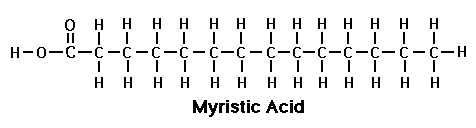 O H H H H H H H H H H H H H
H-O-C-C-C-C-C-C-C-C-C-C-C-C-C-C-H
H H H H H H H H H H H H H
Myristic Acid